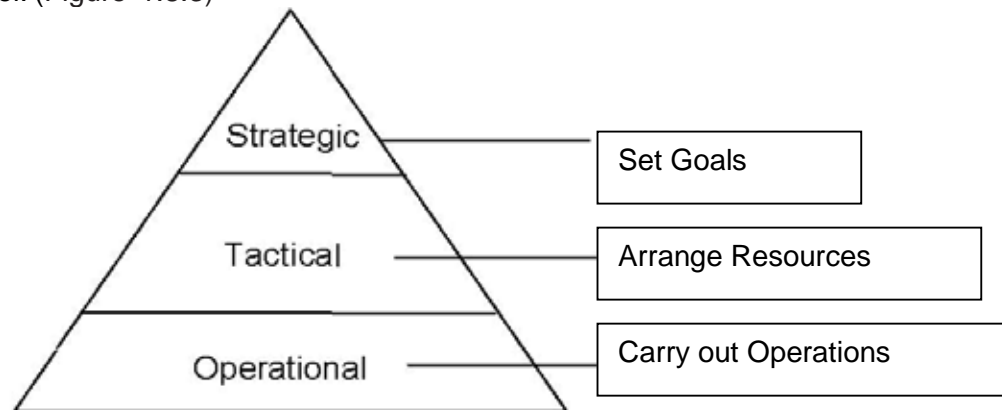 Strategic
Set Goals
Tactical
Arrange Resources
Operational
Carry out Operations